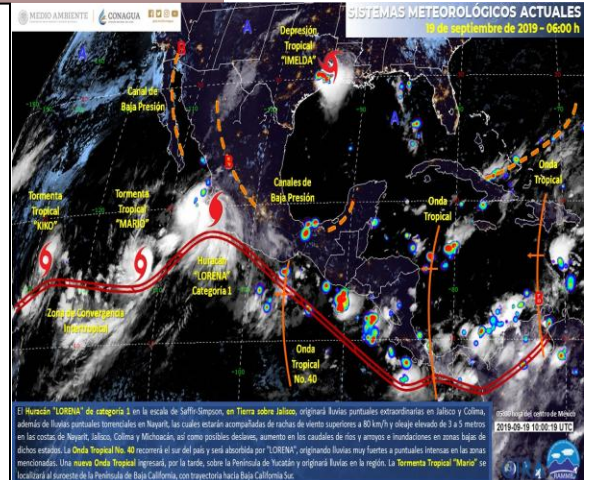 MEDIO AMBIENTE
CONAGUA
SISTEMAS METEOROLÓGICOS ACTUALES
19 de septiembre de 2019 - 06:00 h
Depresión
Tropical
"IMELDA"
Canal de
Baja Presión
A
A
A
B
B
B
Canales de
Baja Presión
Tormenta
Tropical
"KIKO"
Tormenta
Tropical
"MARIO"
Onda
Tropical
Onda
Tropical
Huracán
"LORENA"
Categoría 1
Zona de Convergencia
Intertropical
Onda
Tropical
No. 40
El Huracán "LORENA" de categoría 1 en la escala de Saffir-Simpson, en Tierra sobre Jalisco, originará lluvias puntuales extraordinarias en Jalisco y Colima,
además de lluvias puntuales torrenciales en Nayarit, las cuales estarán acompañadas de rachas de viento superiores a 80 km/h y oleaje elevado de 3 a 5 metros
en las costas de Nayarit, Jalisco, Colima y Michoacán, así como posibles deslaves, aumento en los caudales de ríos y arroyos e inundaciones en zonas bajas de
dichos estados. La Onda Tropical No. 40 recorrerá el sur del país y será absorbida por "LORENA", originando lluvias muy fuertes a puntuales intensas en las zonas
mencionadas. Una nueva Onda Tropical ingresará, por la tarde, sobre la Península de Yucatán y originará lluvias en la región. La Tormenta Tropical "Mario" se
localizará al suroeste de la Península de Baja California, con trayectoria hacia Baja California Sur.
hora del centro de México
2019-09-19 10:00:19 UTC
RAMMB